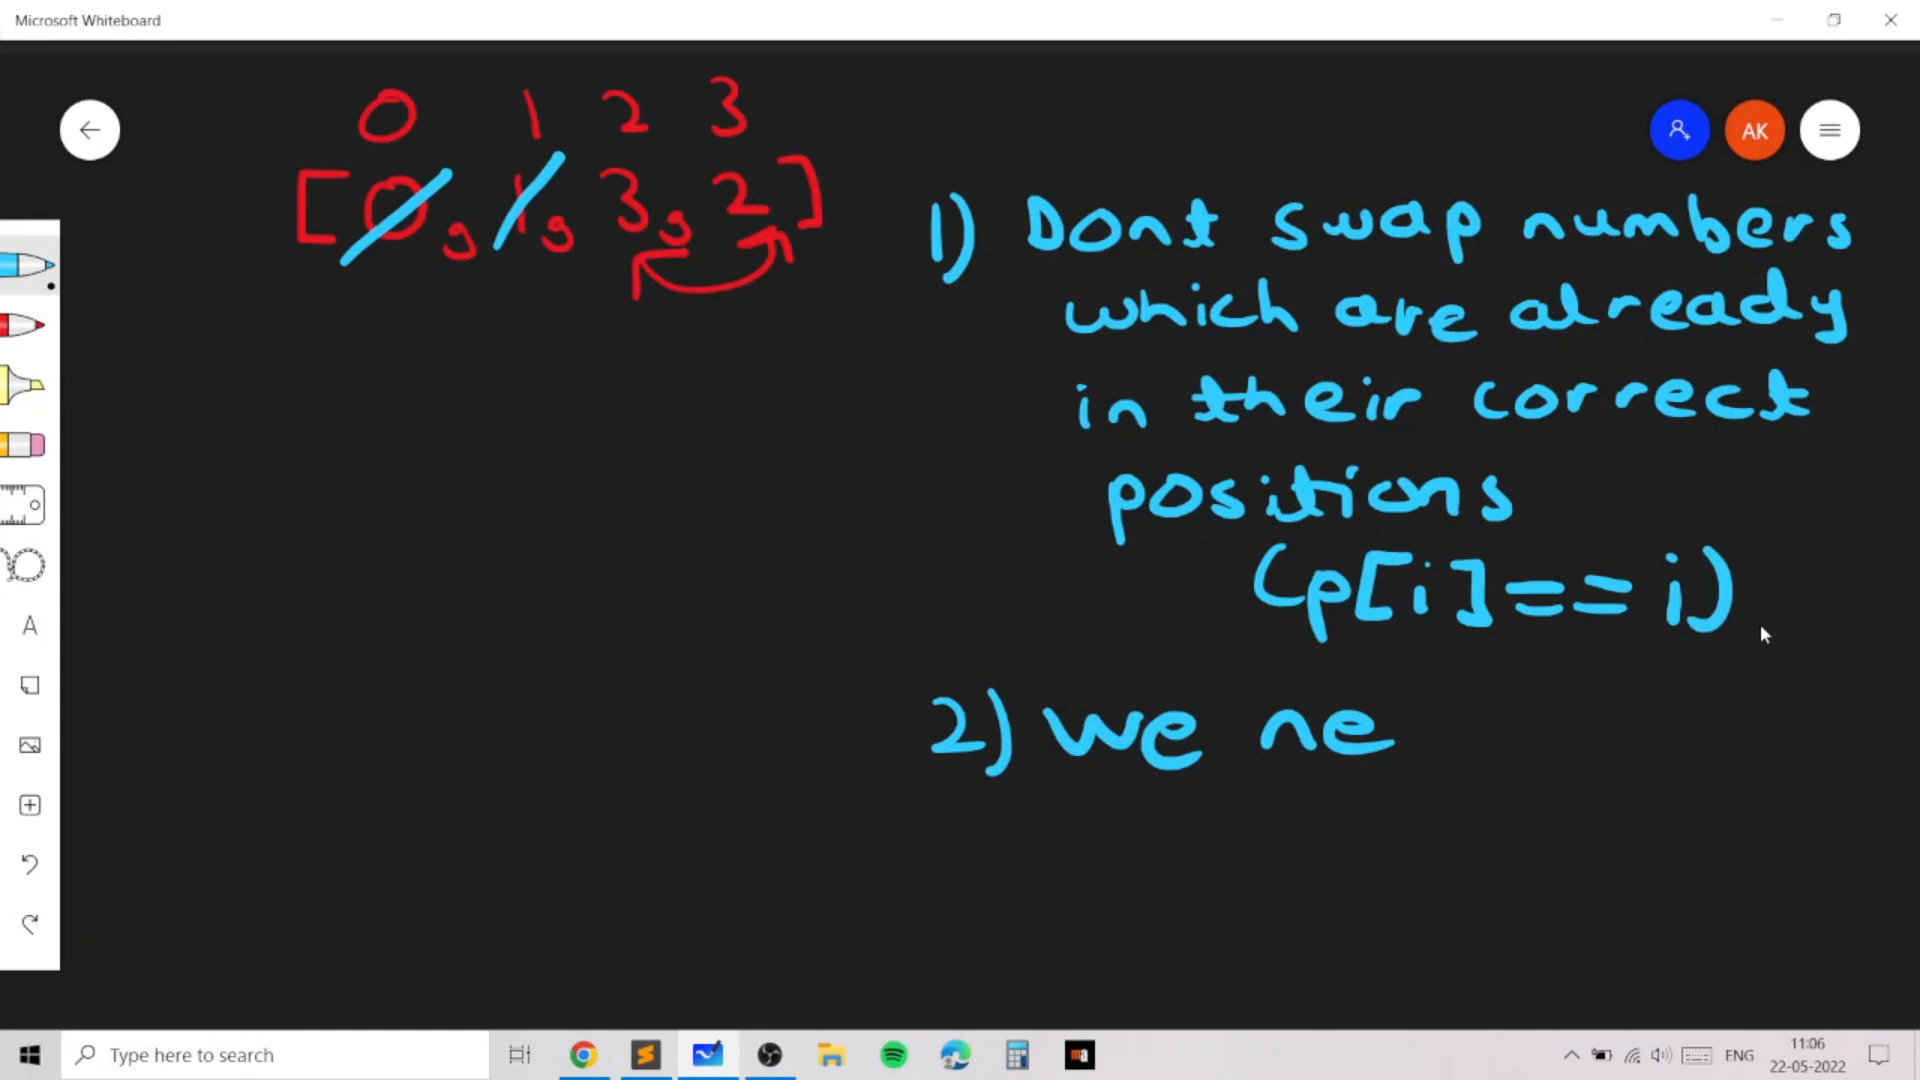 Microsoft Whiteboard
0 1 2 3
[0, 1, 3, 2]
AK
1) Dont swap numbers
which are already
in their correct
positions
(p[i] == i)
2) we ne
A
Type here to search
ma
ENG
11:06
22-05-2022